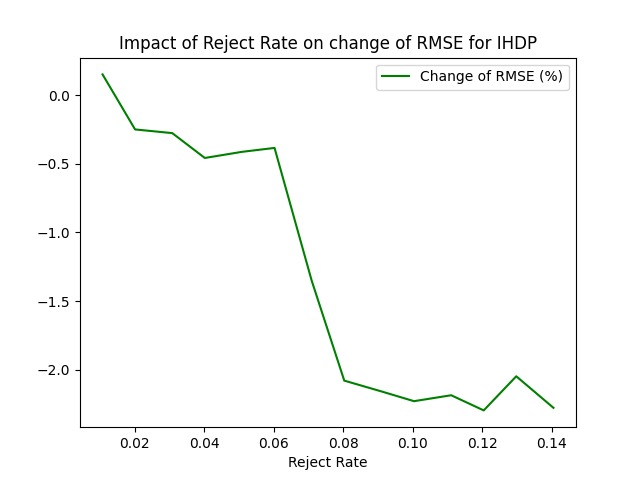 Impact of Reject Rate on change of RMSE for IHDP
Change of RMSE (%)
0.0
−0.5
−1.0
−1.5
−2.0
0.02 0.04 0.06 0.08 0.10 0.12 0.14
Reject Rate